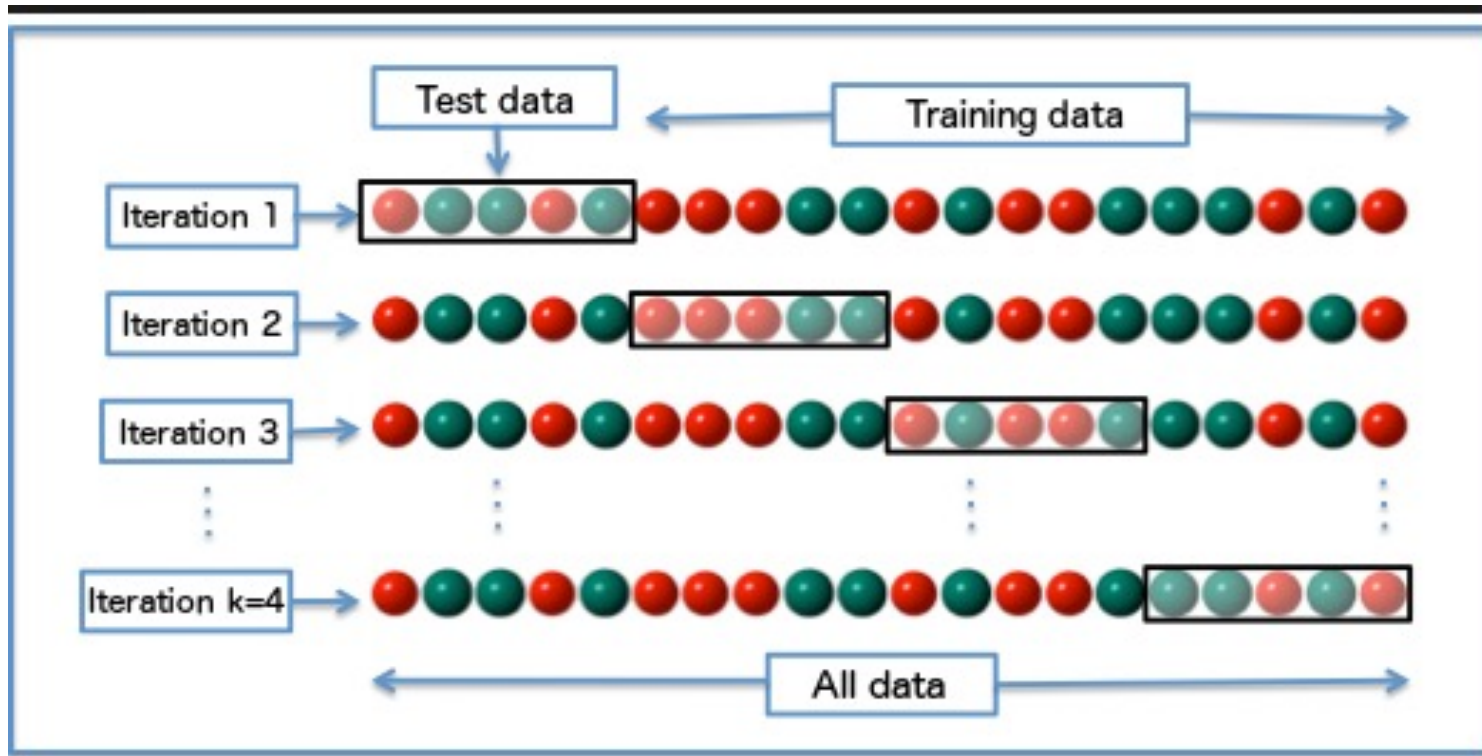 Test data
Training data
Iteration 1
Iteration 2
Iteration 3
Iteration k=4
All data